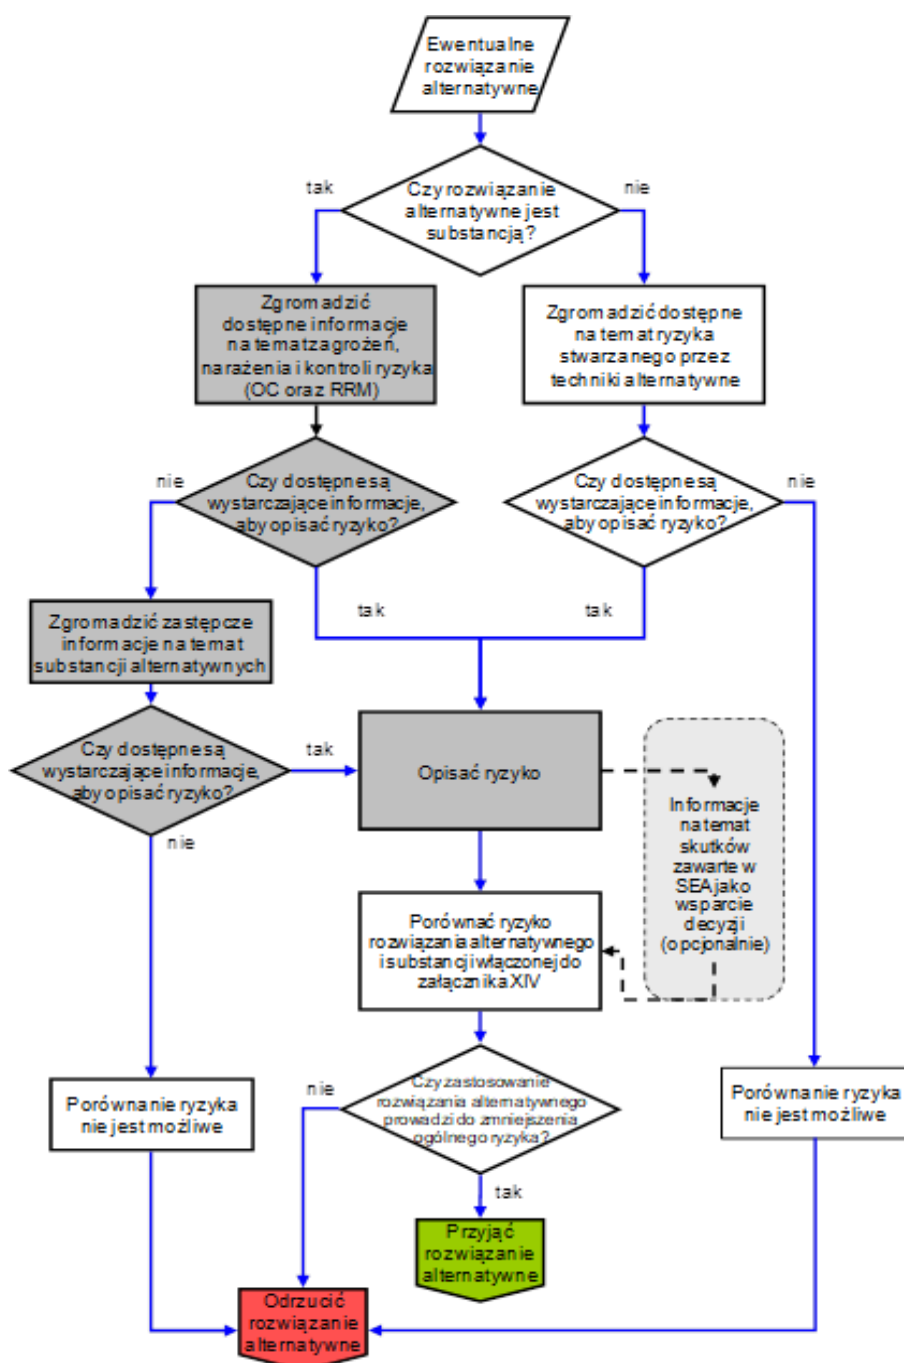 Ewentualne
rozwiązanie
alternatywne
tak
nie
Czy rozwiązanie
alternatywne jest
substancją?
Zgromadzić
dostępne informacje
na temat zagrożeń,
narażenia i kontroli ryzyka
(OC oraz RRM)
Zgromadzić dostępne
na temat ryzyka
stwarzanego przez
techniki alternatywne
nie
Czy dostępne są
wystarczające informacje,
aby opisać ryzyko?
Czy dostępne są
wystarczające informacje,
aby opisać ryzyko?
nie
tak
tak
Zgromadzić zastępcze
informacje na temat
substancji alternatywnych
Czy dostępne są
wystarczające informacje,
aby opisać ryzyko?
tak
nie
Opisać ryzyko
Informacje
na temat
skutków
zawarte w
SEA jako
wsparcie
decyzji
(opcjonalnie)
Porównać ryzyko
rozwiązania alternatywnego
i substancji włączonej do
załącznika XIV
Porównanie ryzyka
nie jest możliwe
nie
Czy zastosowanie
rozwiązania alternatywnego
prowadzi do zmniejszenia
ogólnego ryzyka?
Porównanie ryzyka
nie jest możliwe
tak
Przyjąć
rozwiązanie
alternatywne
Odrzucić
rozwiązanie
alternatywne